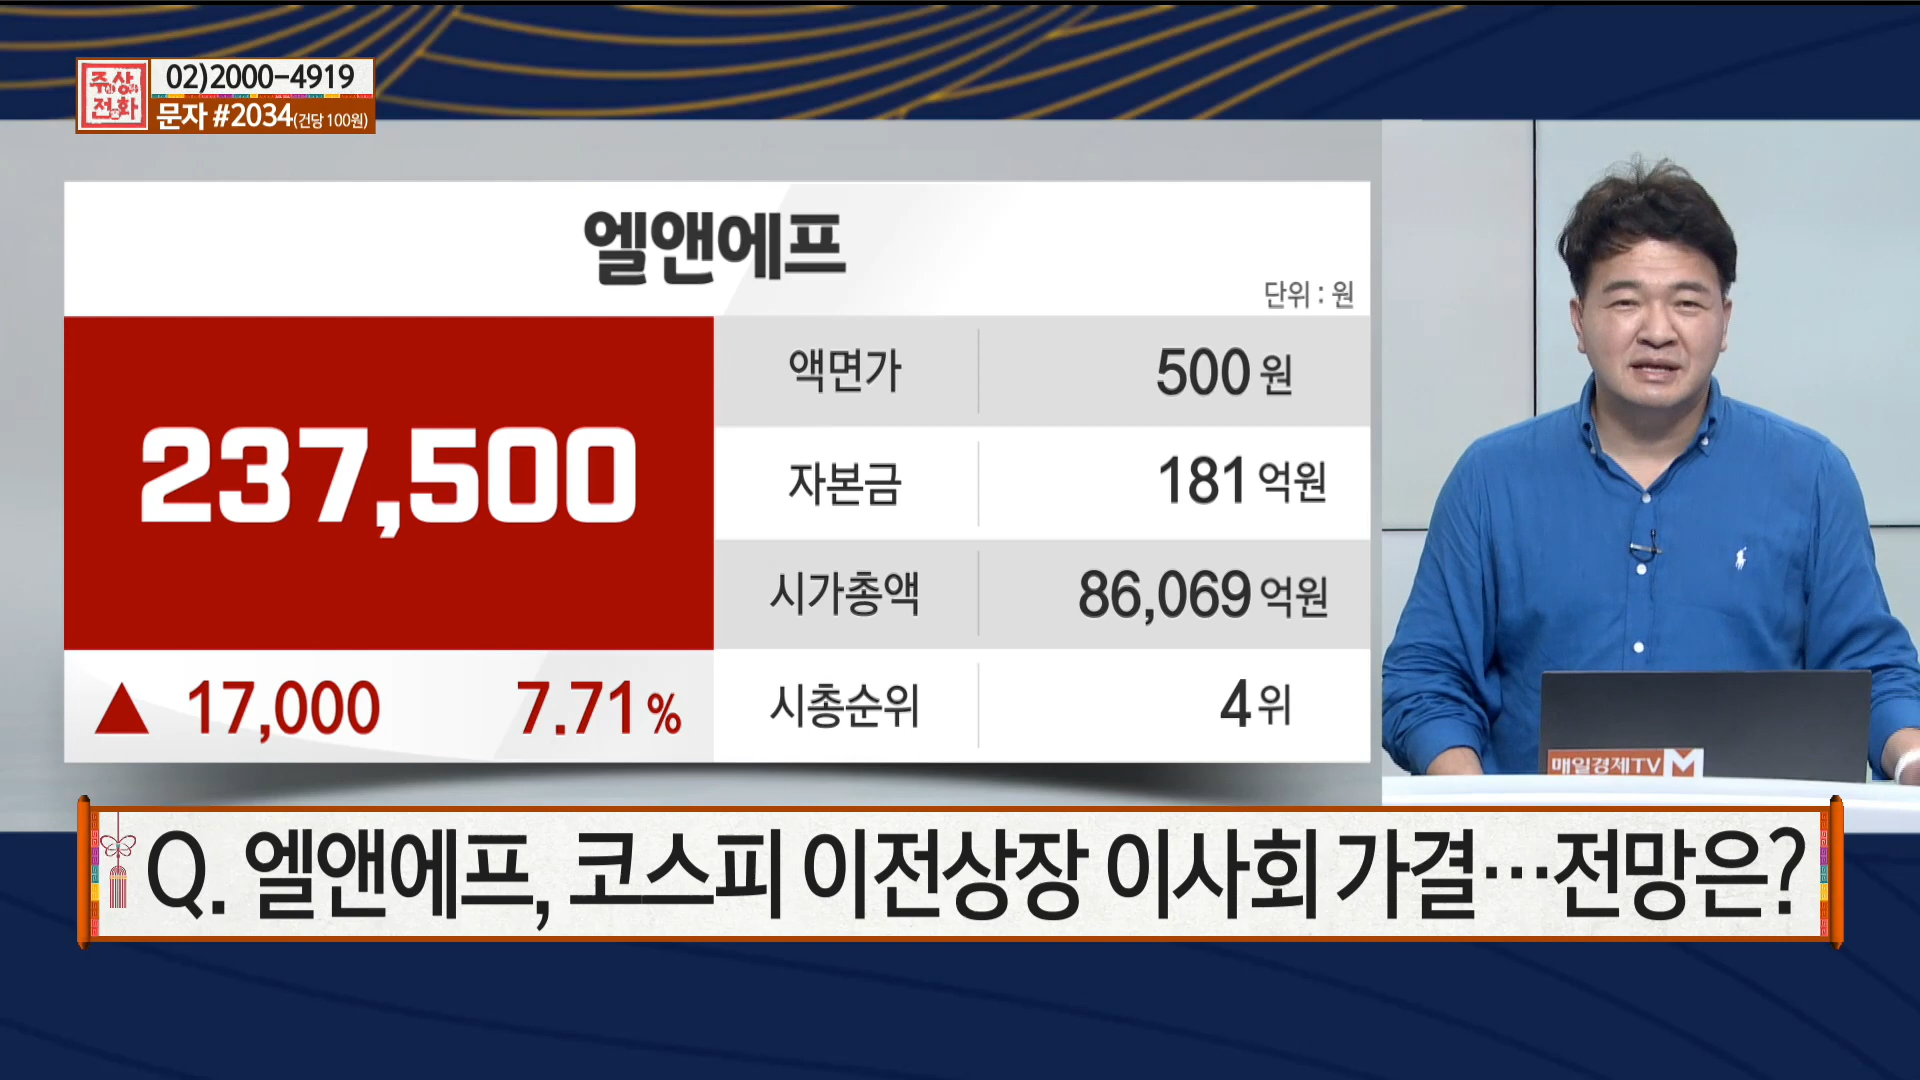 주상전화
02)2000-4919
문자 #2034(건당 100원)
엘앤에프
단위 : 원
237,500
▲ 17,000 7.71 %
액면가 500 원
자본금 181 억원
시가총액 86,069 억원
시총순위 4 위
매일경제TV M
Q. 엘앤에프, 코스피 이전상장 이사회 가결…전망은?